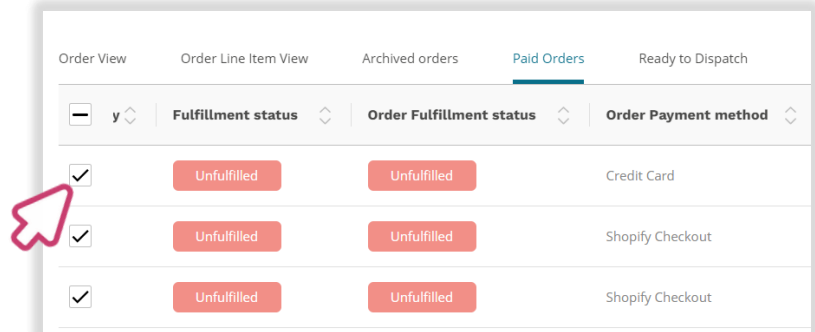 Order View Order Line Item View Archived orders Paid Orders Ready to Dispatch
y Fulfillment status Order Fulfillment status Order Payment method
Unfulfilled Unfulfilled Credit Card
Unfulfilled Unfulfilled Shopify Checkout
Unfulfilled Unfulfilled Shopify Checkout